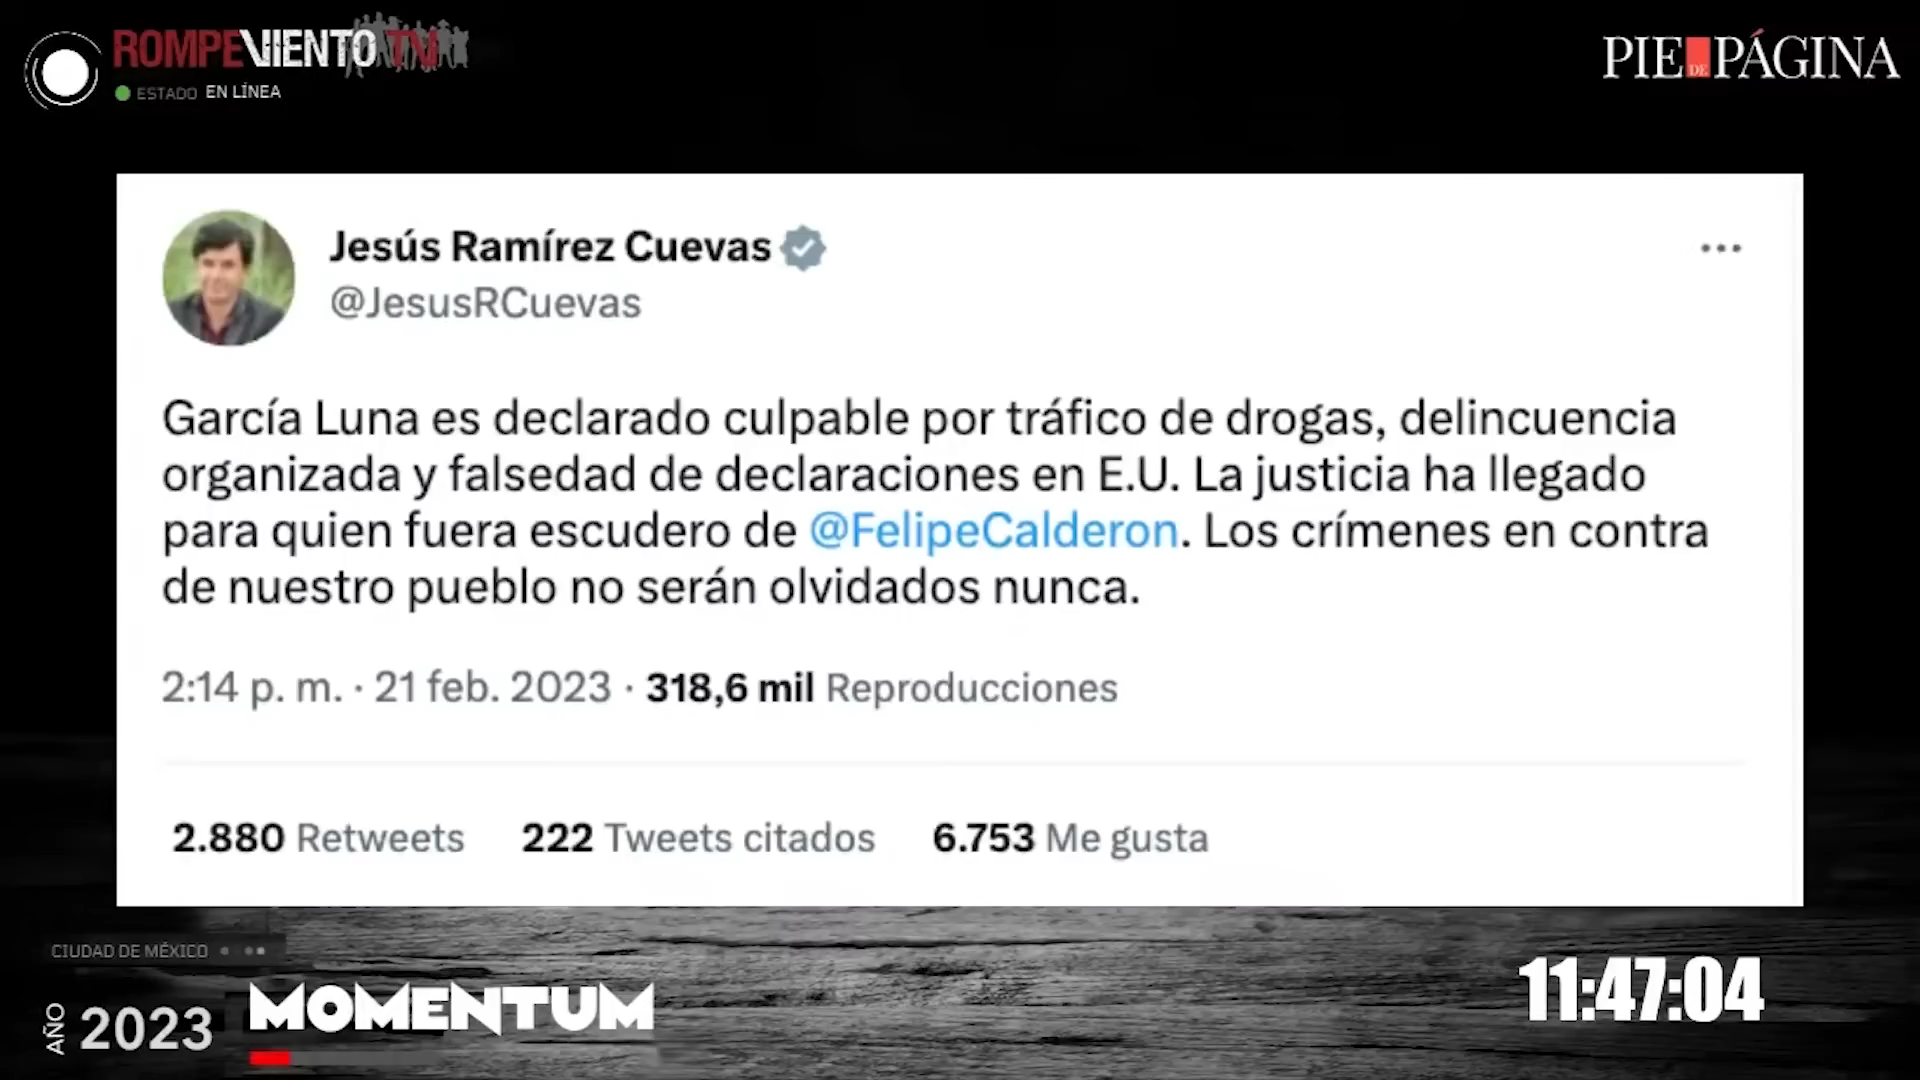 ROMPEVIENTO TV
ESTADO EN LÍNEA
PIE DE PÁGINA
Jesús Ramírez Cuevas
@JesusRCuevas
García Luna es declarado culpable por tráfico de drogas, delincuencia
organizada y falsedad de declaraciones en E.U. La justicia ha llegado
para quien fuera escudero de @FelipeCalderon. Los crímenes en contra
de nuestro pueblo no serán olvidados nunca.
2:14 p. m. · 21 feb. 2023 · 318,6 mil Reproducciones
2.880 Retweets 222 Tweets citados 6.753 Me gusta
CIUDAD DE MÉXICO
AÑO 2023 MOMENTUM
11:47:04